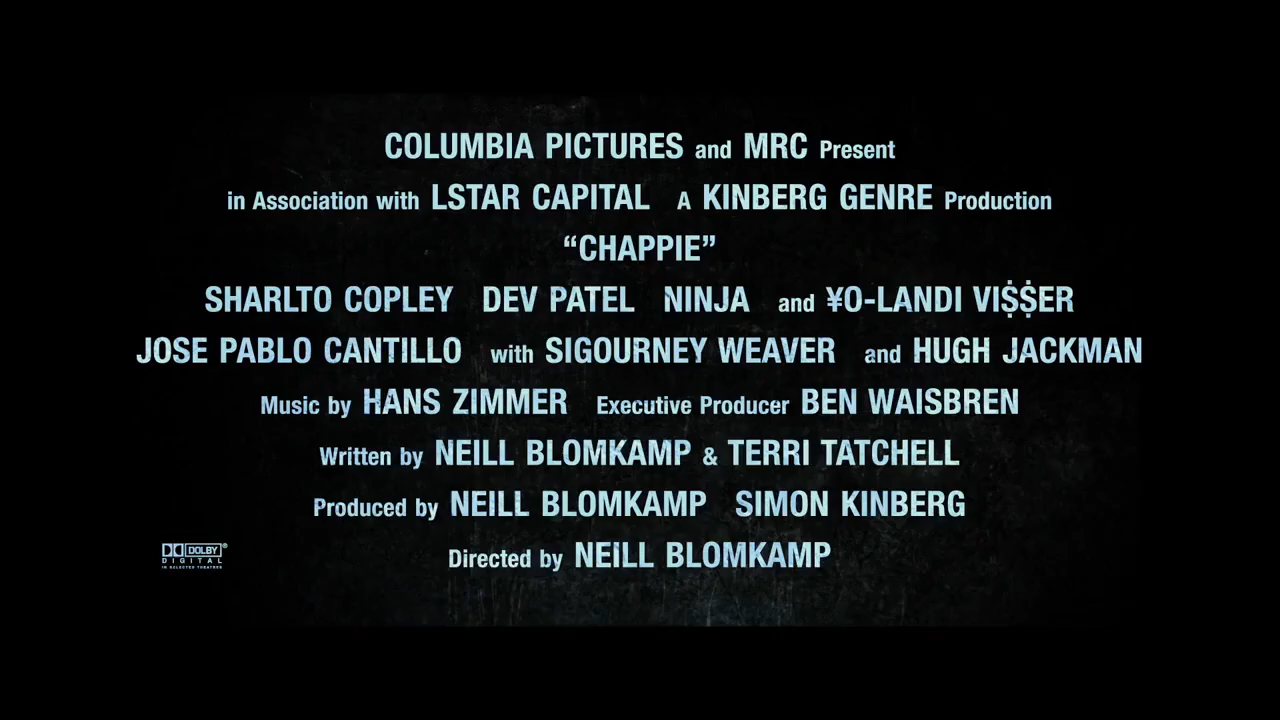 COLUMBIA PICTURES and MRC Present
in Association with LSTAR CAPITAL A KINBERG GENRE Production
“CHAPPIE”
SHARLTO COPLEY DEV PATEL NINJA and ¥O-LANDI VI$$ER
JOSE PABLO CANTILLO with SIGOURNEY WEAVER and HUGH JACKMAN
Music by HANS ZIMMER Executive Producer BEN WAISBREN
Written by NEILL BLOMKAMP & TERRI TATCHELL
Produced by NEILL BLOMKAMP SIMON KINBERG
Directed by NEILL BLOMKAMP
DOLBY®
DIGITAL
IN SELECTED THEATRES